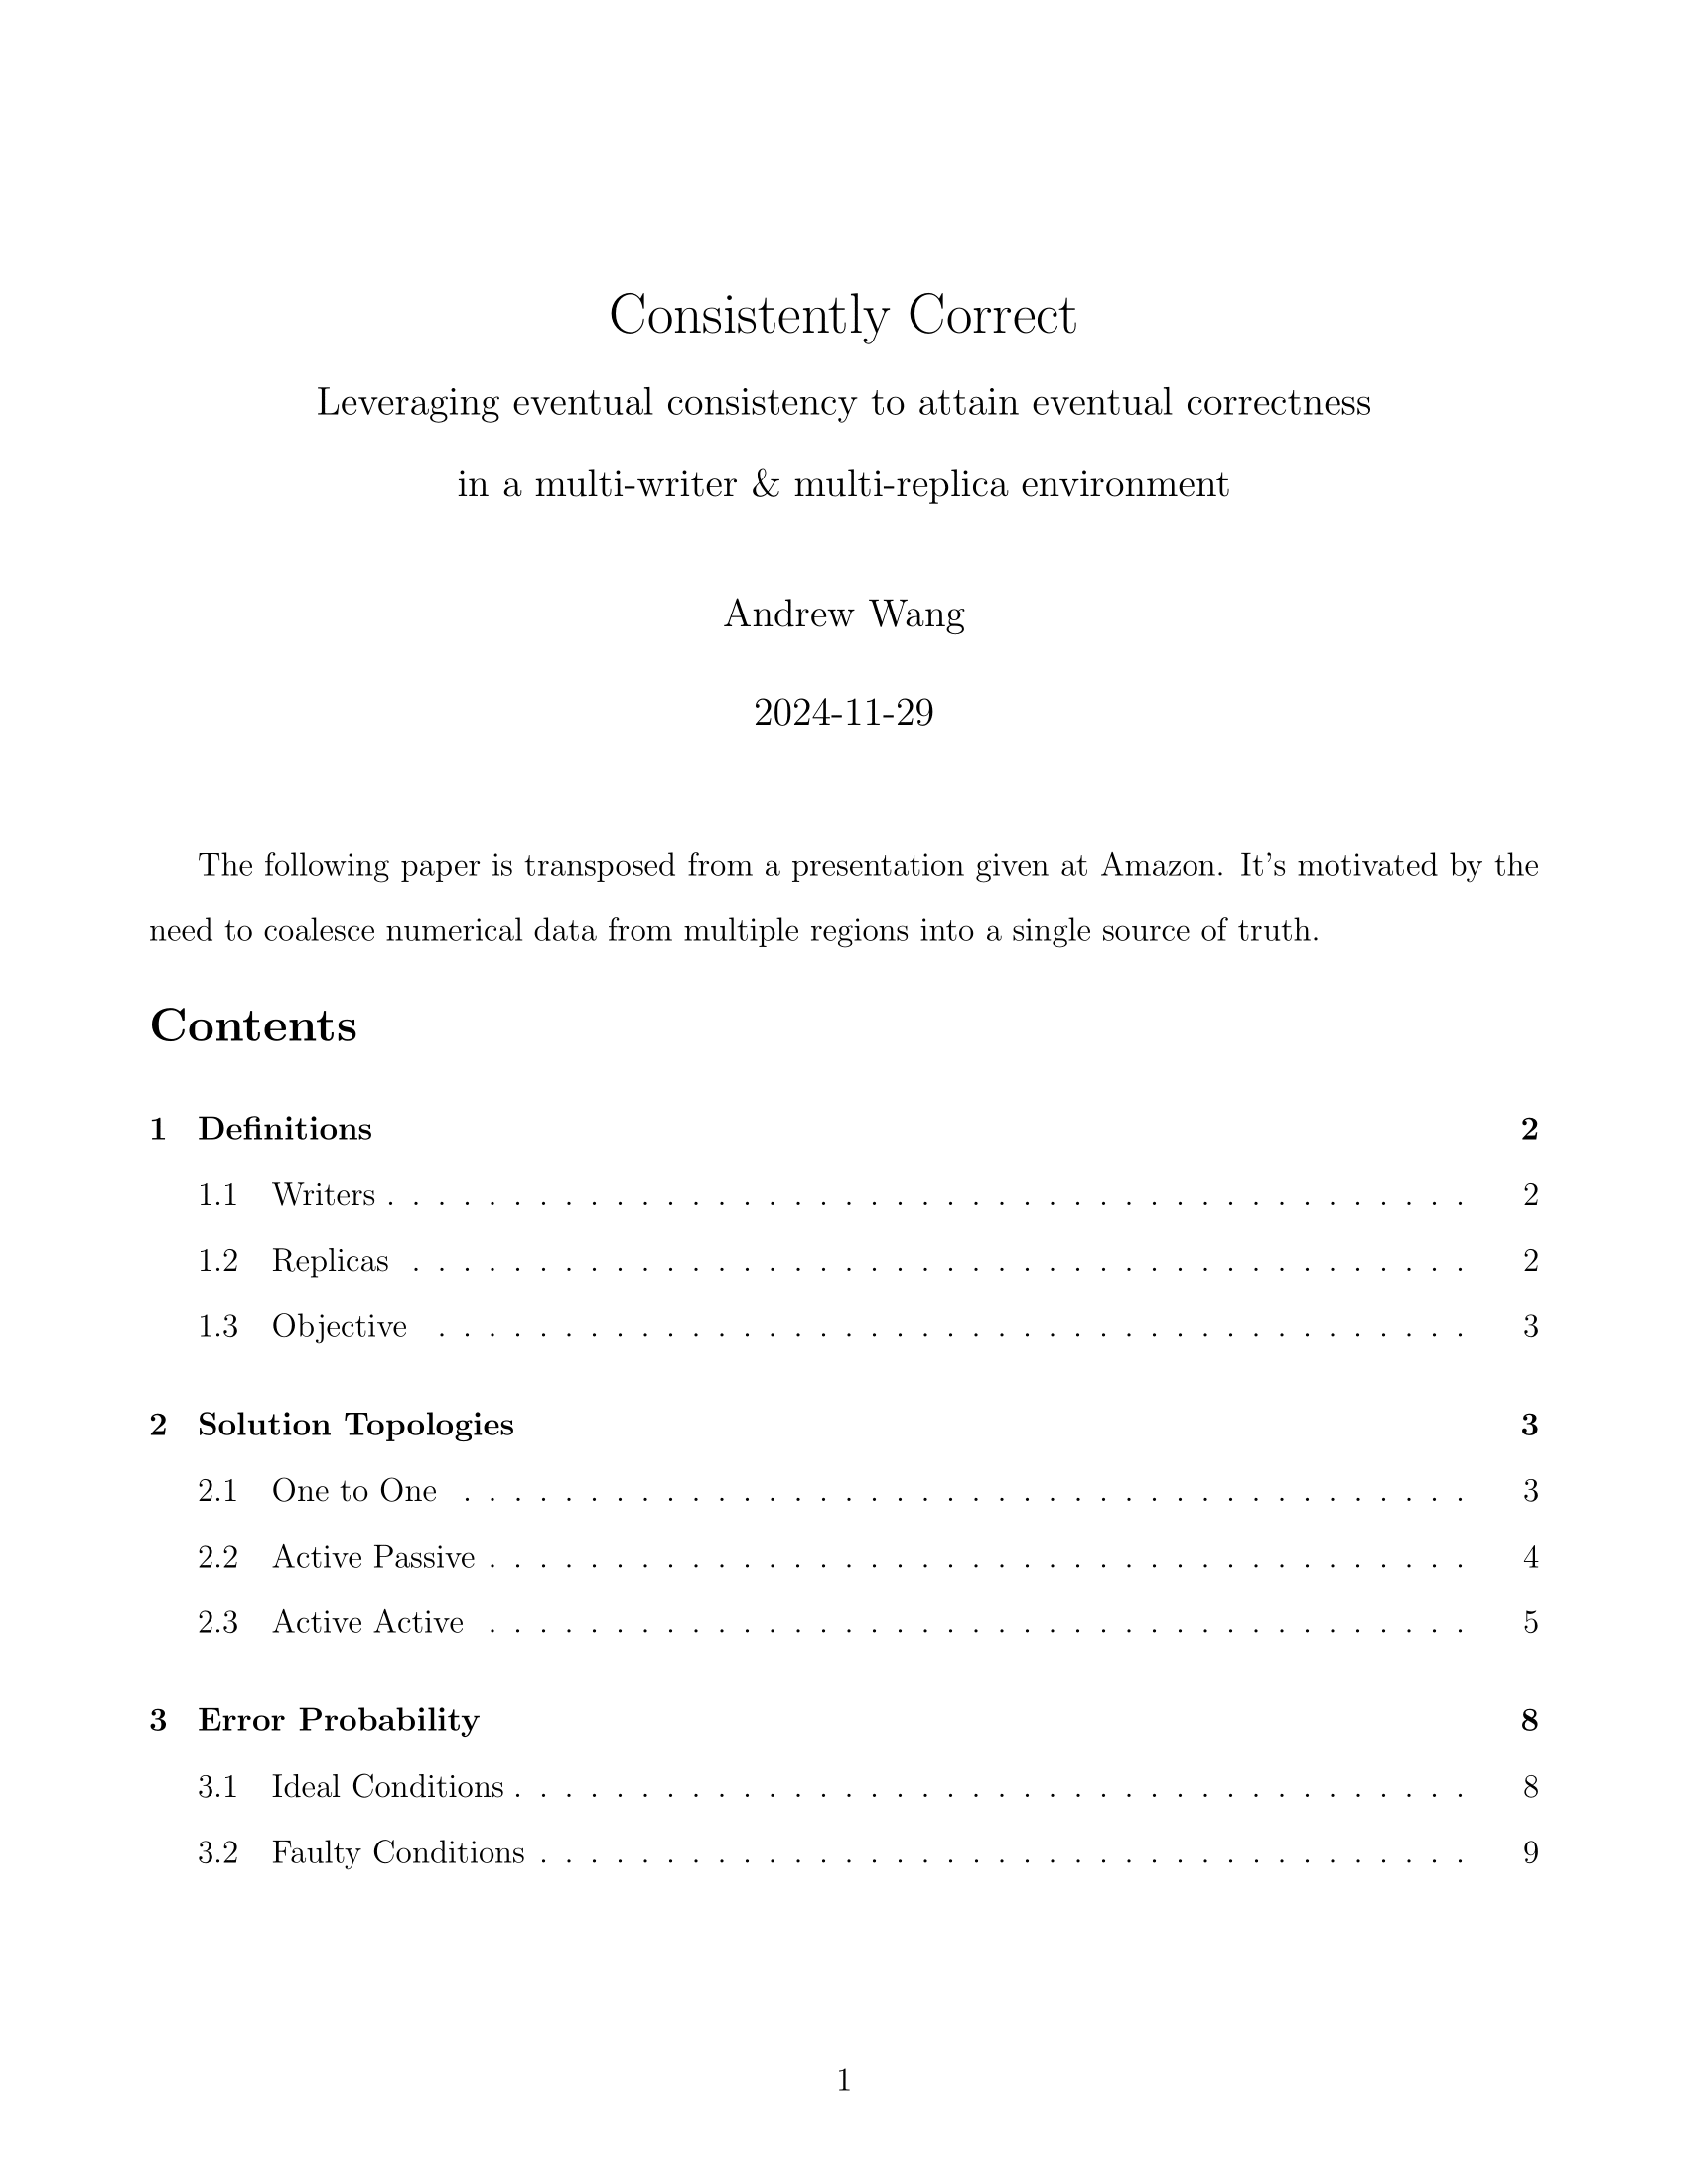 Consistently Correct
Leveraging eventual consistency to attain eventual correctness
in a multi-writer & multi-replica environment
Andrew Wang
2024-11-29
The following paper is transposed from a presentation given at Amazon. It's motivated by the
need to coalesce numerical data from multiple regions into a single source of truth.
Contents
1 Definitions 2
1.1 Writers . . . . . . . . . . . . . . . . . . . . . . . . . . . . . . . . . . . . . . . . . . . 2
1.2 Replicas . . . . . . . . . . . . . . . . . . . . . . . . . . . . . . . . . . . . . . . . . . 2
1.3 Objective . . . . . . . . . . . . . . . . . . . . . . . . . . . . . . . . . . . . . . . . . 3
2 Solution Topologies 3
2.1 One to One . . . . . . . . . . . . . . . . . . . . . . . . . . . . . . . . . . . . . . . . 3
2.2 Active Passive . . . . . . . . . . . . . . . . . . . . . . . . . . . . . . . . . . . . . . . 4
2.3 Active Active . . . . . . . . . . . . . . . . . . . . . . . . . . . . . . . . . . . . . . . 5
3 Error Probability 8
3.1 Ideal Conditions . . . . . . . . . . . . . . . . . . . . . . . . . . . . . . . . . . . . . . 8
3.2 Faulty Conditions . . . . . . . . . . . . . . . . . . . . . . . . . . . . . . . . . . . . . 9
1